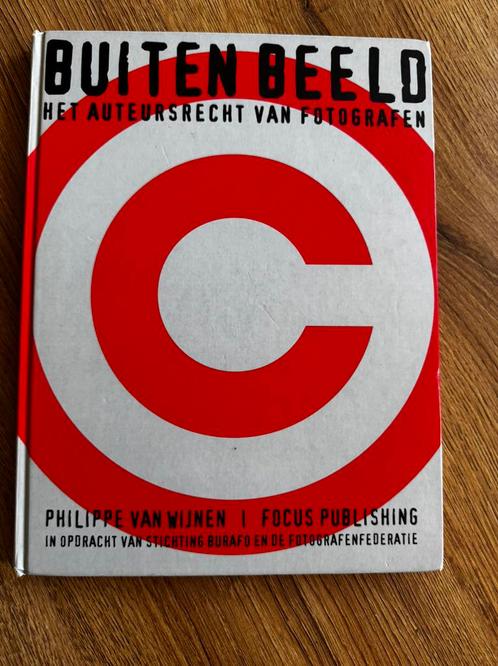 BUITEN BEELD
HET AUTEURSRECHT VAN FOTOGRAFEN
C
PHILIPPE VAN WIJNEN | FOCUS PUBLISHING
IN OPDRACHT VAN STICHTING BURAFO EN DE FOTOGRAFENFEDERATIE